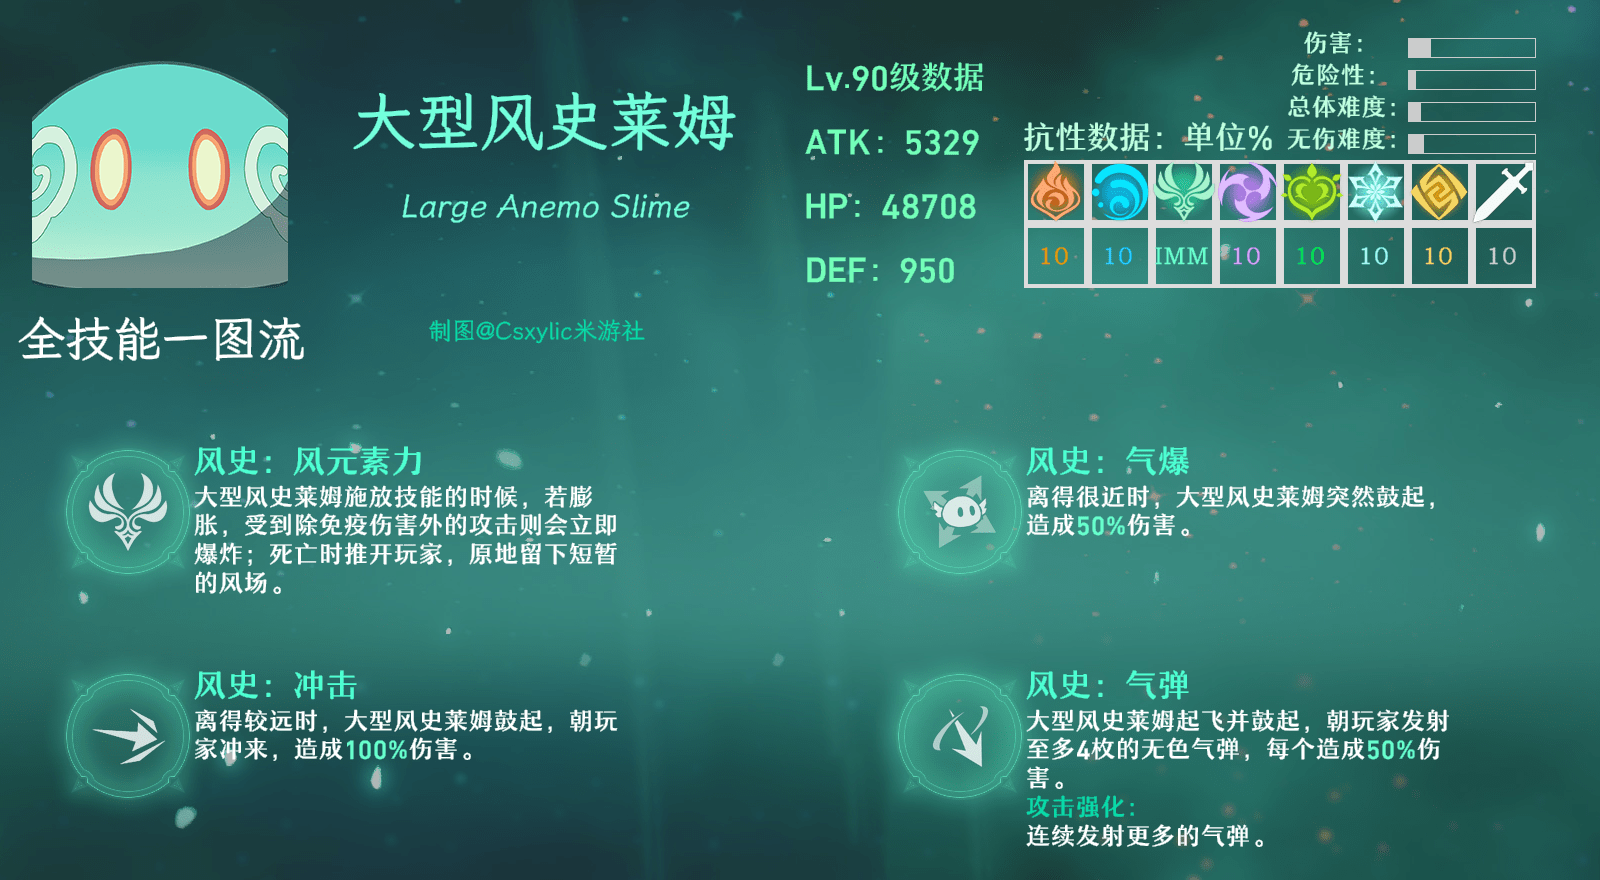 大型风史莱姆
Large Anemo Slime
全技能一图流
制图@Csxylic米游社
Lv.90级数据
ATK：5329
HP：48708
DEF：950
伤害：
危险性：
总体难度：
无伤难度：
抗性数据：单位%
10 10 IMM 10 10 10 10 10
风史：风元素力
大型风史莱姆施放技能的时候，若膨
胀，受到除免疫伤害外的攻击则会立即
爆炸；死亡时推开玩家，原地留下短暂
的风场。
风史：气爆
离得很近时，大型风史莱姆突然鼓起，
造成50%伤害。
风史：冲击
离得较远时，大型风史莱姆鼓起，朝玩
家冲来，造成100%伤害。
风史：气弹
大型风史莱姆起飞并鼓起，朝玩家发射
至多4枚的无色气弹，每个造成50%伤
害。
攻击强化：
连续发射更多的气弹。